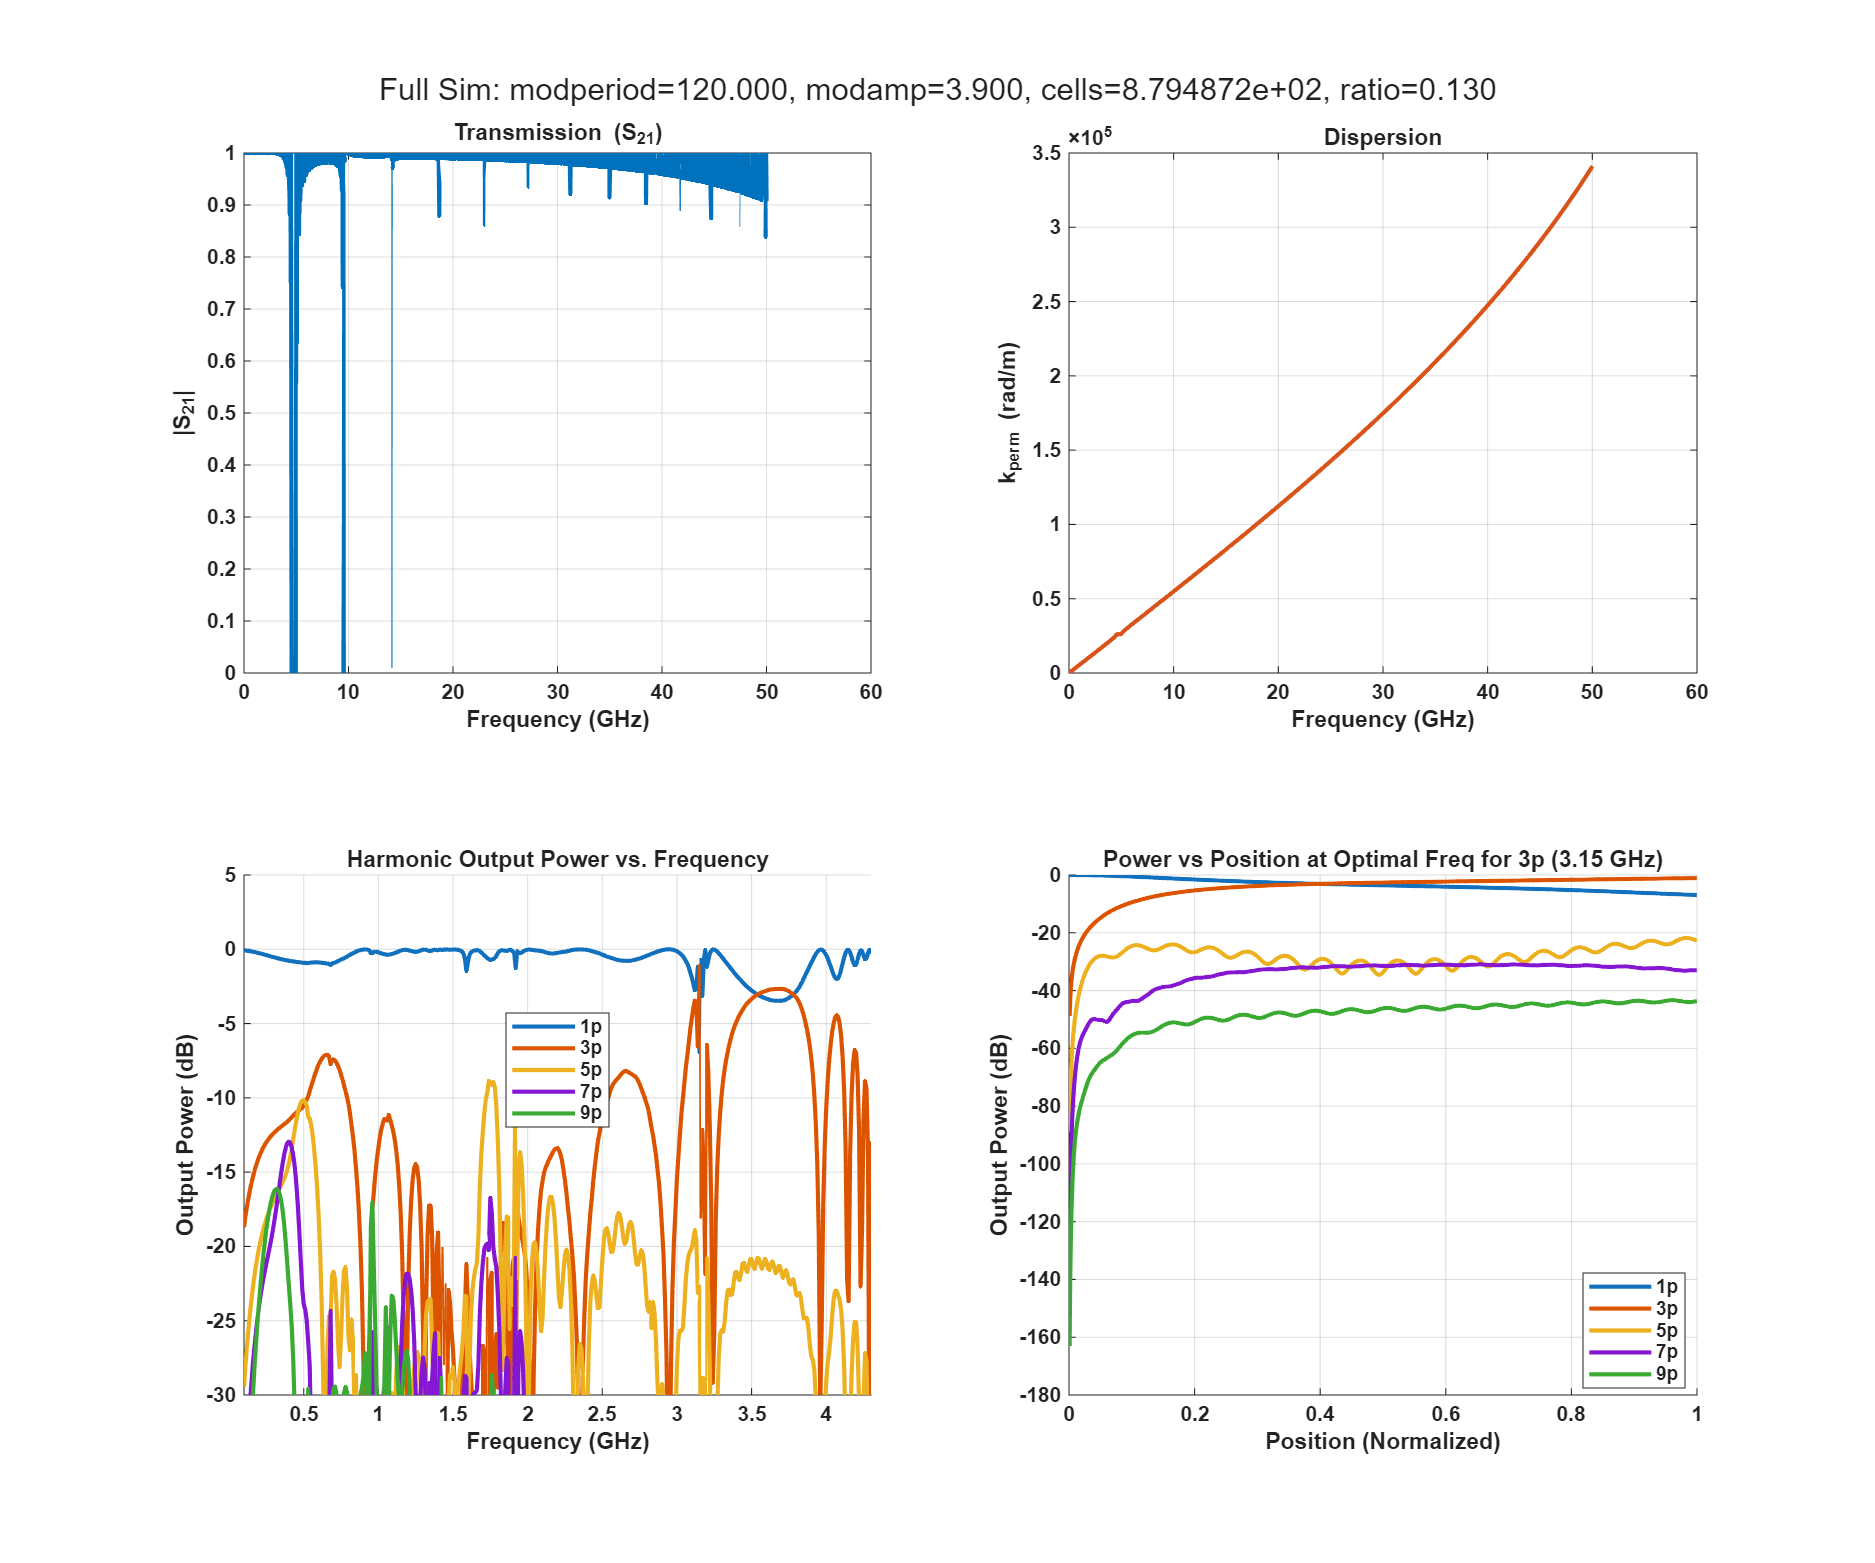 Full Sim: modperiod=120.000, modamp=3.900, cells=8.794872e+02, ratio=0.130
Transmission (S21)
1
0.9
0.8
0.7
0.6
0.5
0.4
0.3
0.2
0.1
0
|S21|
0 10 20 30 40 50 60
Frequency (GHz)
×10^5
Dispersion
3.5
3
2.5
2
1.5
1
0.5
0
kperm (rad/m)
0 10 20 30 40 50 60
Frequency (GHz)
Harmonic Output Power vs. Frequency
5
0
-5
-10
-15
-20
-25
-30
Output Power (dB)
1p
3p
5p
7p
9p
0.5 1 1.5 2 2.5 3 3.5 4
Frequency (GHz)
Power vs Position at Optimal Freq for 3p (3.15 GHz)
0
-20
-40
-60
-80
-100
-120
-140
-160
-180
Output Power (dB)
1p
3p
5p
7p
9p
0 0.2 0.4 0.6 0.8 1
Position (Normalized)